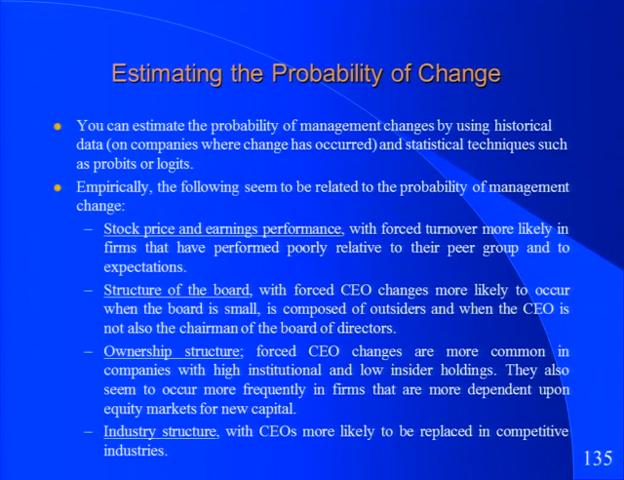 Estimating the Probability of Change
You can estimate the probability of management changes by using historical
data (on companies where change has occurred) and statistical techniques such
as probits or logits.
Empirically, the following seem to be related to the probability of management
change:
– Stock price and earnings performance, with forced turnover more likely in
firms that have performed poorly relative to their peer group and to
expectations.
– Structure of the board, with forced CEO changes more likely to occur
when the board is small, is composed of outsiders and when the CEO is
not also the chairman of the board of directors.
– Ownership structure; forced CEO changes are more common in
companies with high institutional and low insider holdings. They also
seem to occur more frequently in firms that are more dependent upon
equity markets for new capital.
– Industry structure, with CEOs more likely to be replaced in competitive
industries.
135